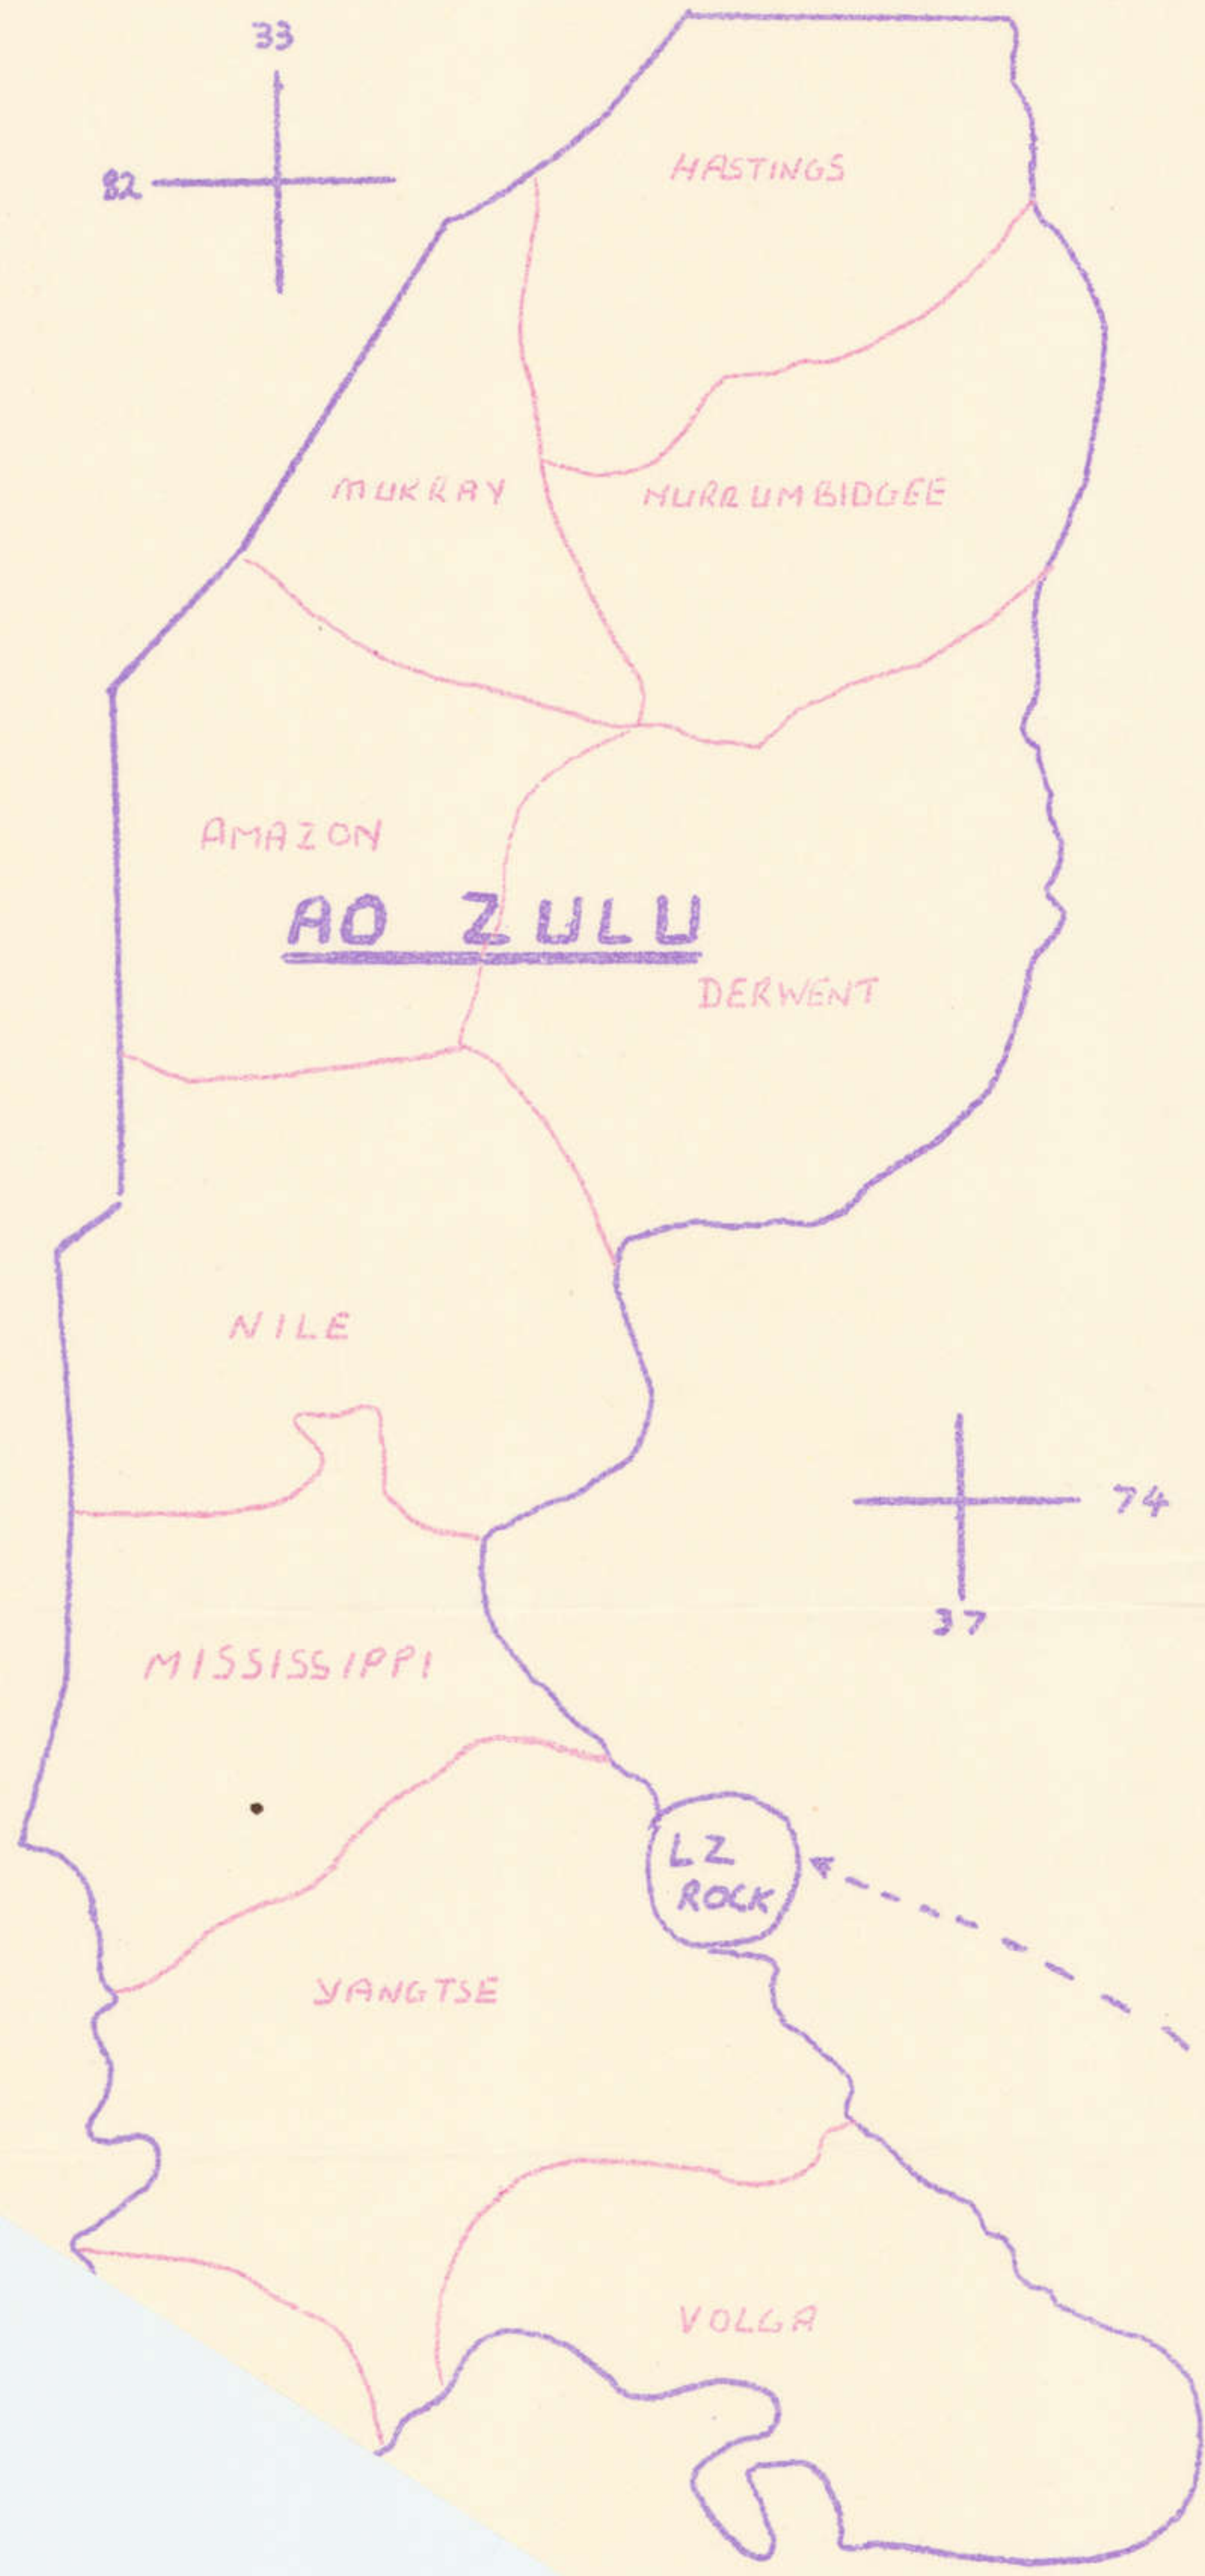 33
82
HASTINGS
MURRAY
MURRUMBIDGEE
AMAZON
AO ZULU
DERWENT
NILE
74
37
MISSISSIPPI
LZ
ROCK
YANGTSE
VOLGA